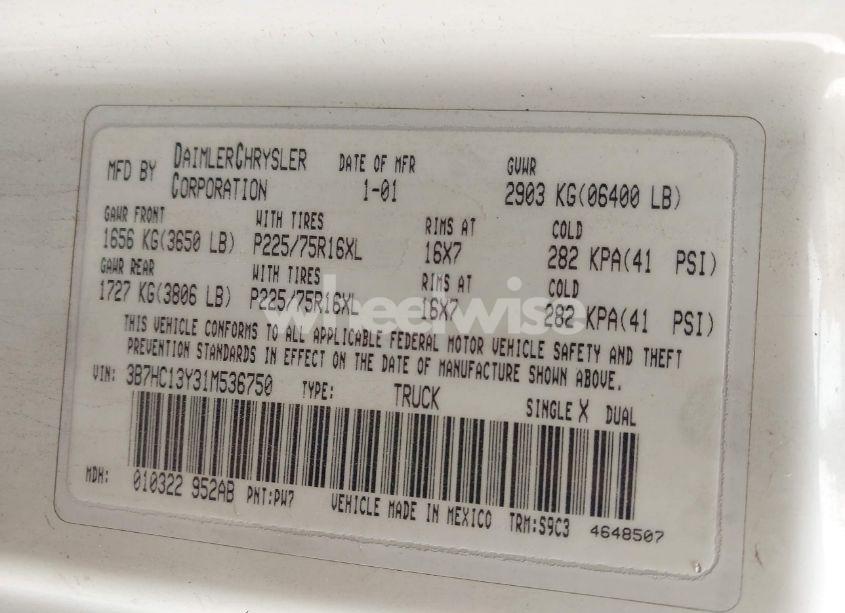 MFD BY DAIMLERCHRYSLER CORPORATION DATE OF MFR 1-01 GVWR 2903 KG(06400 LB)
GAWR FRONT WITH TIRES RIMS AT COLD
1656 KG(3650 LB) P225/75R16XL 16X7 282 KPA(41 PSI)
GAWR REAR WITH TIRES RIMS AT COLD
1727 KG(3806 LB) P225/75R16XL 16X7 282 KPA(41 PSI)
THIS VEHICLE CONFORMS TO ALL APPLICABLE FEDERAL MOTOR VEHICLE SAFETY AND THEFT
PREVENTION STANDARDS IN EFFECT ON THE DATE OF MANUFACTURE SHOWN ABOVE.
VIN: 3B7HC13Y31M536750 TYPE: TRUCK SINGLE X DUAL
MDH: 010322 952AB PNT:PW7 VEHICLE MADE IN MEXICO TRM:S9C3 4648507
wheelwise